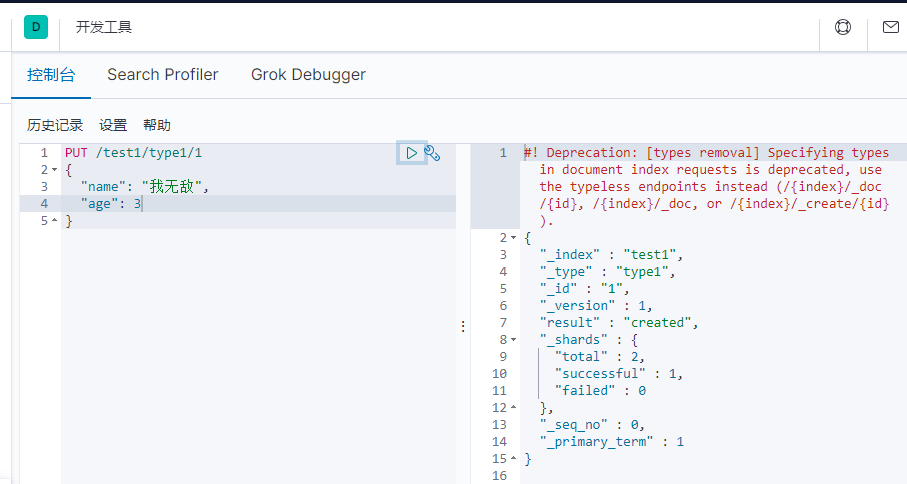 D 开发工具
控制台 Search Profiler Grok Debugger
历史记录 设置 帮助
1 PUT /test1/type1/1
2 {
3 "name": "我无敌",
4 "age": 3
5 }
1 #! Deprecation: [types removal] Specifying types
in document index requests is deprecated, use
the typeless endpoints instead (/{index}/_doc
/{id}, /{index}/_doc, or /{index}/_create/{id}
).
2 {
3 "_index" : "test1",
4 "_type" : "type1",
5 "_id" : "1",
6 "_version" : 1,
7 "result" : "created",
8 "_shards" : {
9 "total" : 2,
10 "successful" : 1,
11 "failed" : 0
12 },
13 "_seq_no" : 0,
14 "_primary_term" : 1
15 }
16